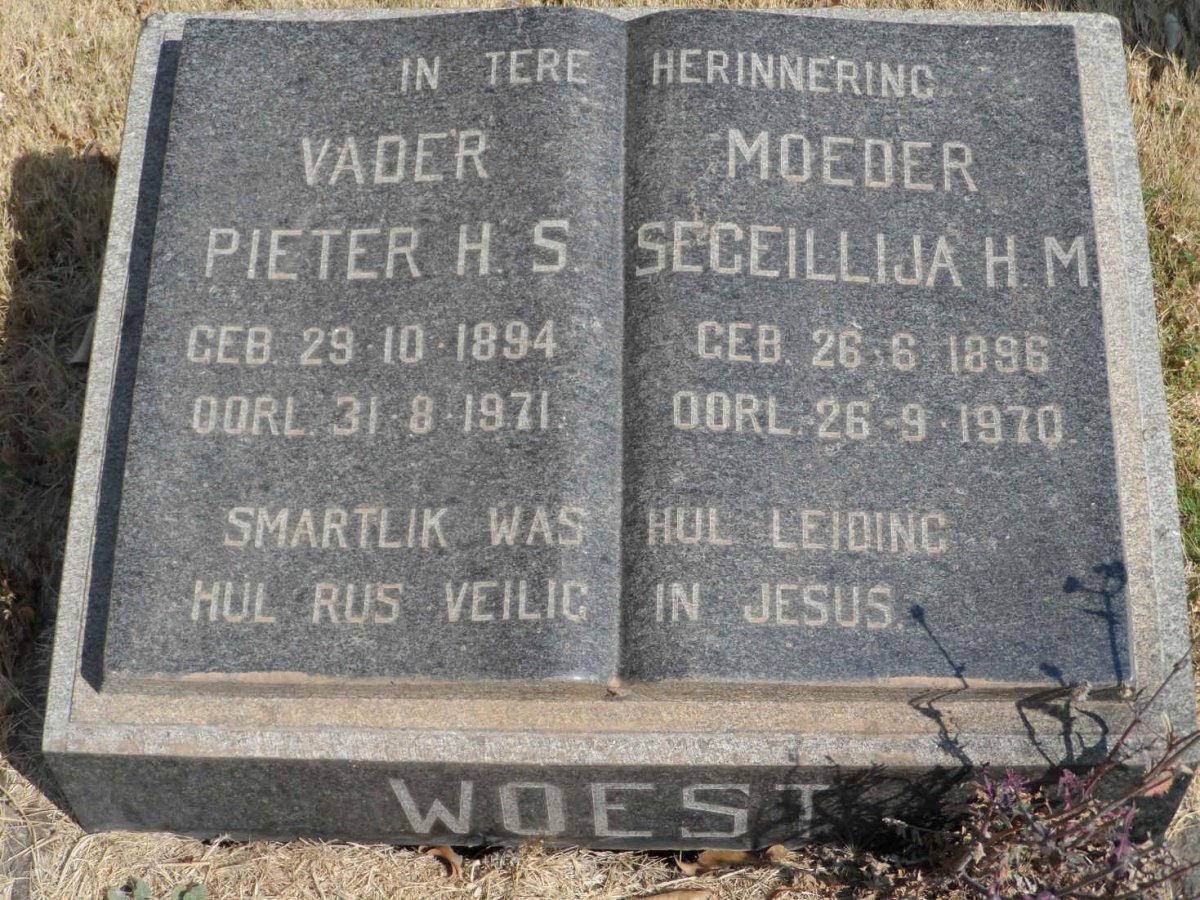 IN TERE HERINNERING
VADER
PIETER H. S.
GEB. 29·10·1894
OORL. 31·8·1971.
MOEDER
SECEILLIJA H. M.
GEB. 26·6·1896
OORL. 26·9·1970.
SMARTLIK WAS HUL LEIDING
HUL RUS VEILIG IN JESUS.
WOEST